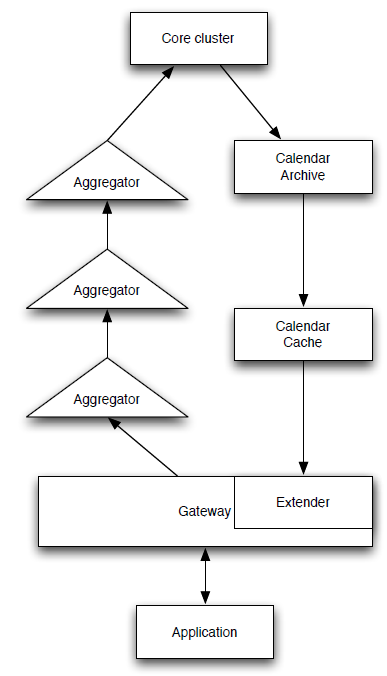 Core cluster
Aggregator
Calendar
Archive
Aggregator
Calendar
Cache
Aggregator
Gateway
Extender
Application